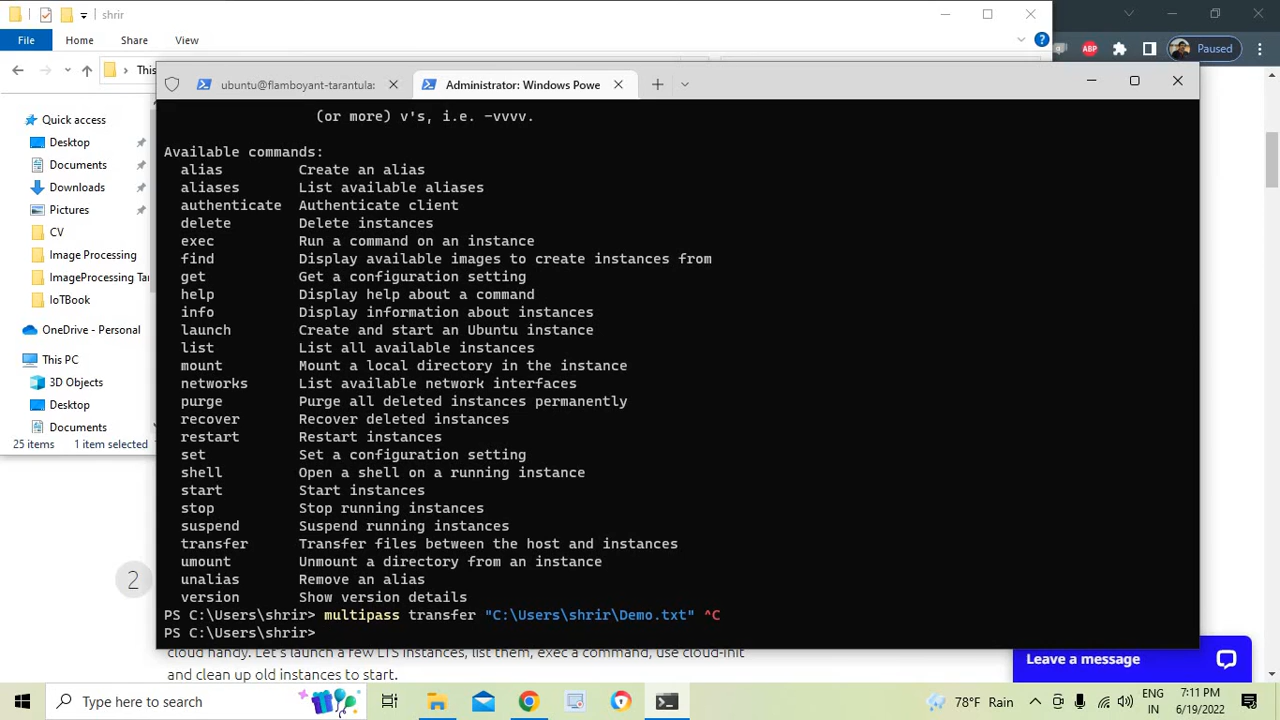 shrir
File Home Share View
This
Paused
ubuntu@flamboyant-tarantula:
Administrator: Windows Powe
Quick access
Desktop
Documents
Downloads
Pictures
CV
Image Processing
ImageProcessing Tar
IoTBook
OneDrive - Personal
This PC
3D Objects
Desktop
Documents
25 items 1 item selected
(or more) v's, i.e. -vvvv.
Available commands:
alias Create an alias
aliases List available aliases
authenticate Authenticate client
delete Delete instances
exec Run a command on an instance
find Display available images to create instances from
get Get a configuration setting
help Display help about a command
info Display information about instances
launch Create and start an Ubuntu instance
list List all available instances
mount Mount a local directory in the instance
networks List available network interfaces
purge Purge all deleted instances permanently
recover Recover deleted instances
restart Restart instances
set Set a configuration setting
shell Open a shell on a running instance
start Start instances
stop Stop running instances
suspend Suspend running instances
transfer Transfer files between the host and instances
umount Unmount a directory from an instance
unalias Remove an alias
version Show version details
PS C:\Users\shrir> multipass transfer "C:\Users\shrir\Demo.txt" ^C
PS C:\Users\shrir>
2
cloud handy. Let's launch a few LTS instances, list them, exec a command, use cloud-init
and clean up old instances to start.
Leave a message
Type here to search
78°F Rain
ENG
IN
7:11 PM
6/19/2022
ABP